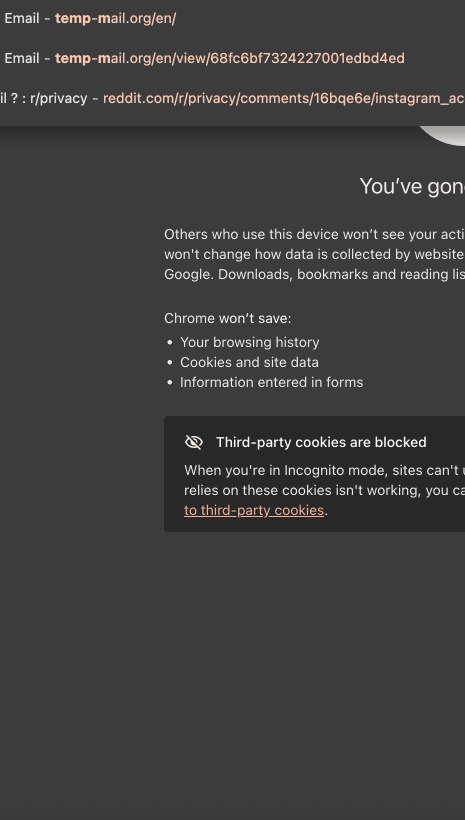 Email - temp-mail.org/en/
Email - temp-mail.org/en/view/68fc6bf7324227001edbd4ed
il ? : r/privacy - reddit.com/r/privacy/comments/16bqe6e/instagram_ac
You've gon
Others who use this device won't see your acti
won't change how data is collected by website
Google. Downloads, bookmarks and reading lis
Chrome won't save:
• Your browsing history
• Cookies and site data
• Information entered in forms
Third-party cookies are blocked
When you're in Incognito mode, sites can't u
relies on these cookies isn't working, you ca
to third-party cookies.